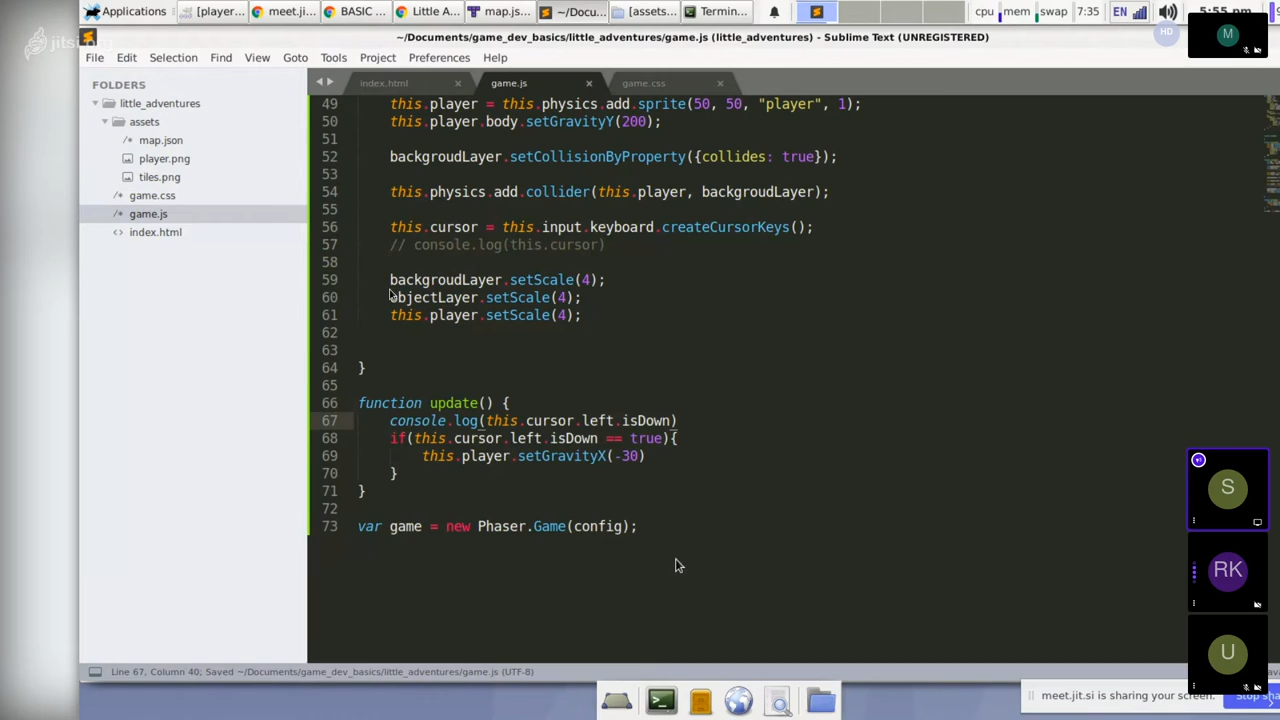 Applications
[player...
meet.ji...
BASIC ...
Little A...
map.js...
~/Docu...
[assets...
Termin...
cpu
mem
swap
7:35
EN
5:55 pm
jitsi.org
~/Documents/game_dev_basics/little_adventures/game.js (little_adventures) - Sublime Text (UNREGISTERED)
HD
M
File Edit Selection Find View Goto Tools Project Preferences Help
FOLDERS
little_adventures
assets
map.json
player.png
tiles.png
game.css
game.js
index.html
index.html
game.js
game.css
49 this.player = this.physics.add.sprite(50, 50, "player", 1);
50 this.player.body.setGravityY(200);
51
52 backgroudLayer.setCollisionByProperty({collides: true});
53
54 this.physics.add.collider(this.player, backgroudLayer);
55
56 this.cursor = this.input.keyboard.createCursorKeys();
57 // console.log(this.cursor)
58
59 backgroudLayer.setScale(4);
60 objectLayer.setScale(4);
61 this.player.setScale(4);
62
63
64 }
65
66 function update() {
67 console.log(this.cursor.left.isDown)
68 if(this.cursor.left.isDown == true){
69 this.player.setGravityX(-30)
70 }
71 }
72
73 var game = new Phaser.Game(config);
S
RK
U
Line 67, Column 40; Saved ~/Documents/game_dev_basics/little_adventures/game.js (UTF-8)
meet.jit.si is sharing your screen.
Stop sha